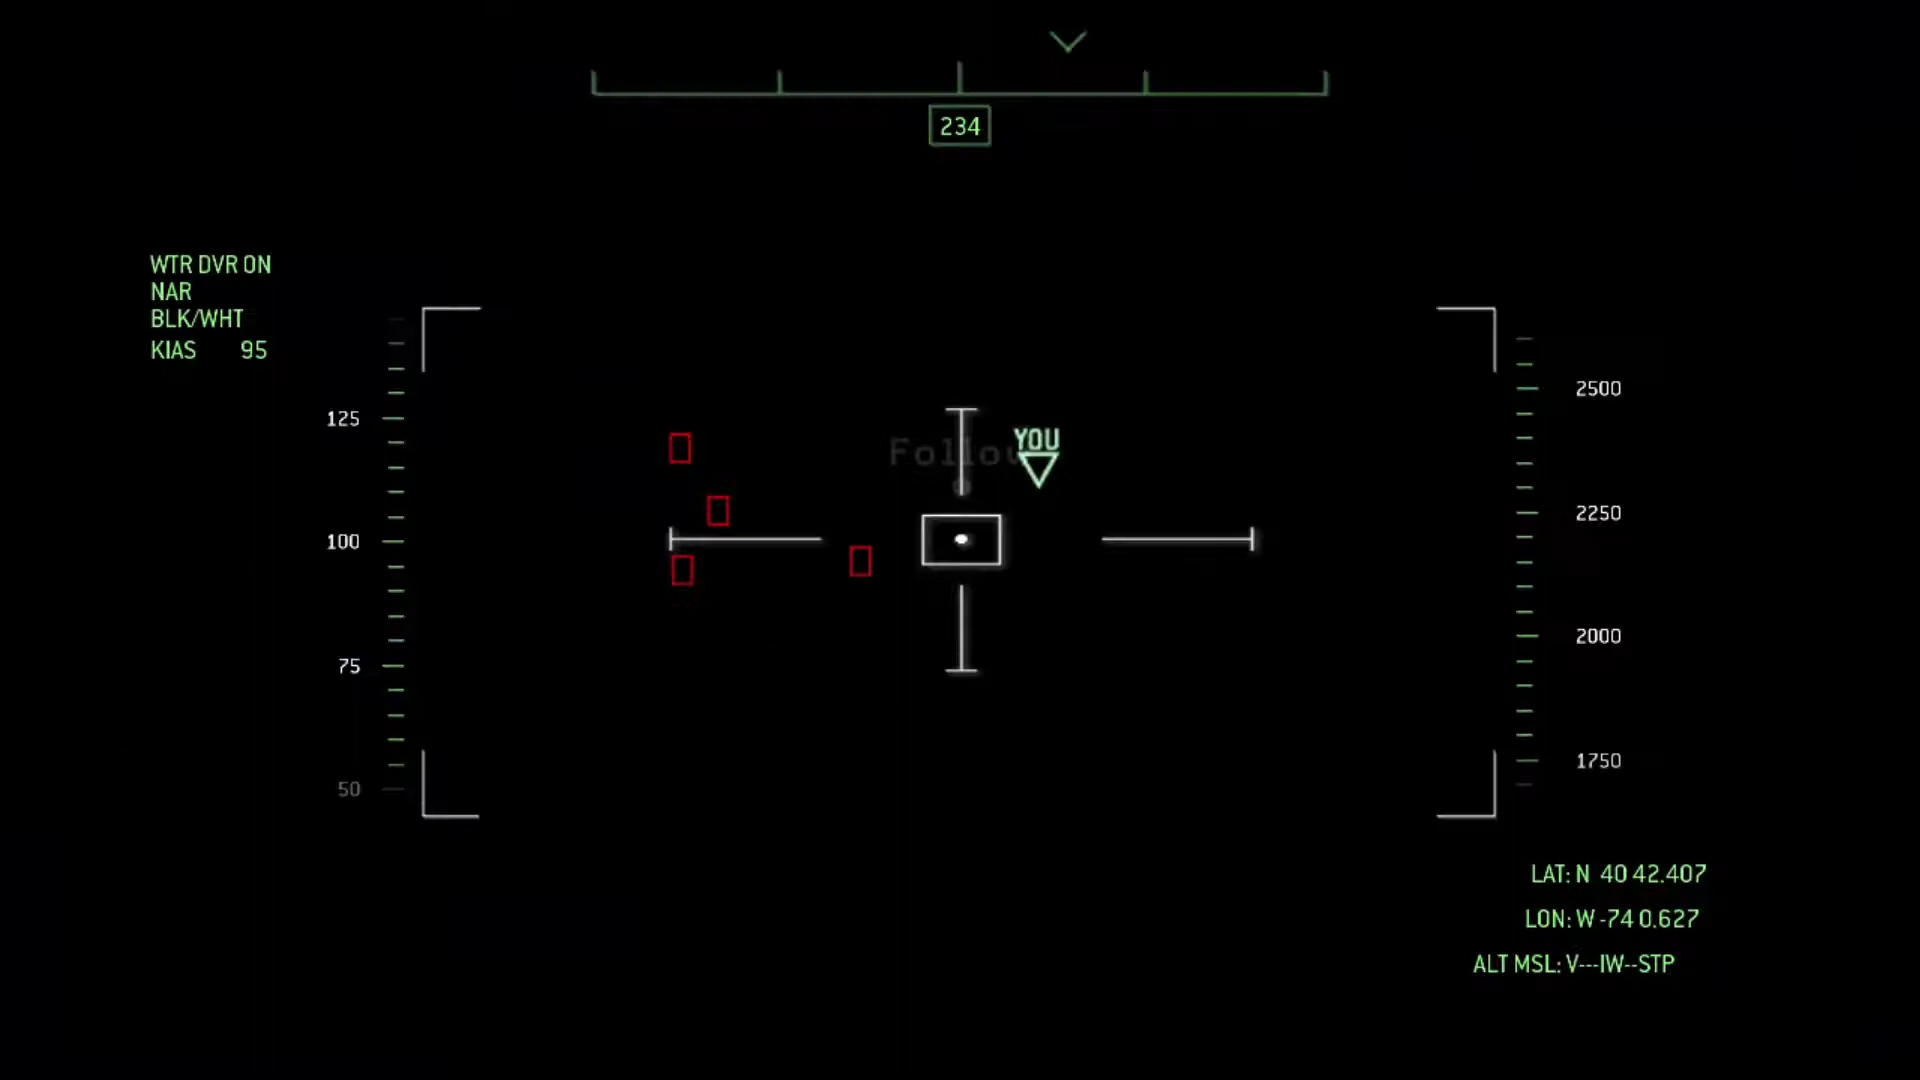 234
WTR DVR ON
NAR
BLK/WHT
KIAS 95
125
100
75
50
Follow
YOU
2500
2250
2000
1750
LAT: N 40 42.407
LON: W -74 0.627
ALT MSL: V---IW--STP